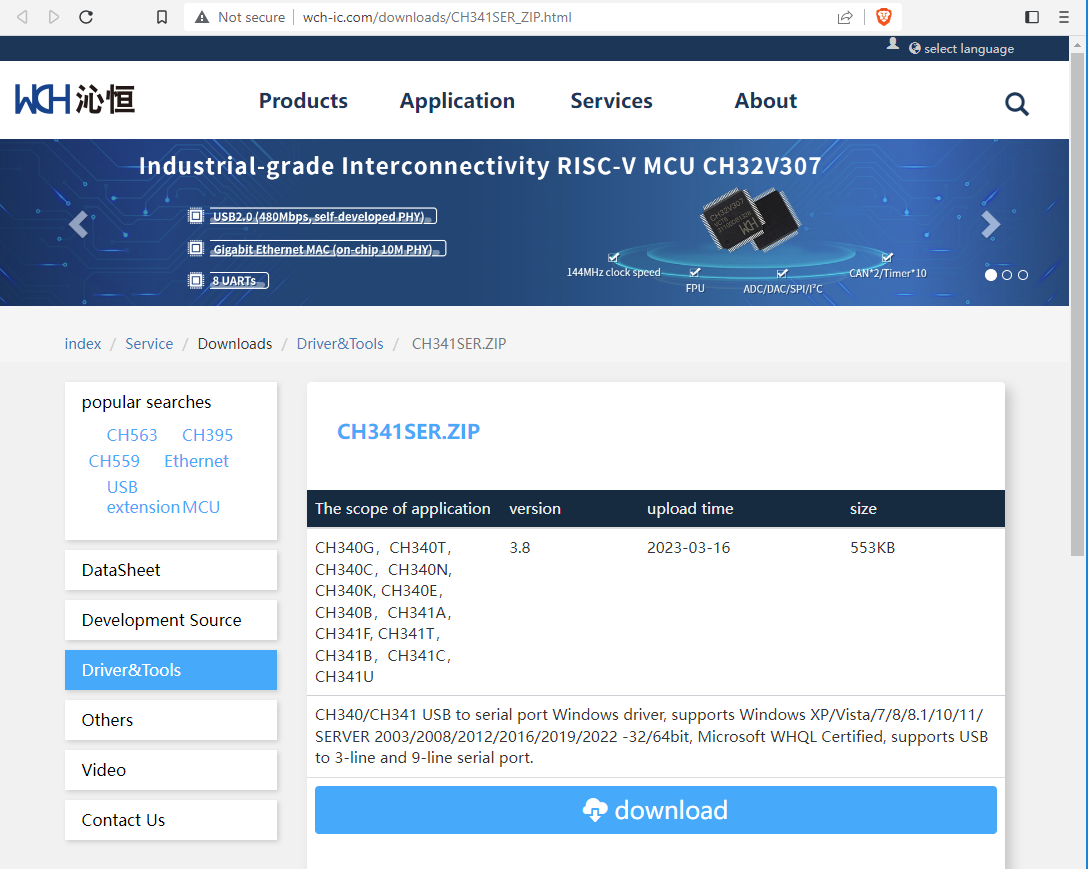 Not secure wch-ic.com/downloads/CH341SER_ZIP.html
select language
WCH 沁恒
Products Application Services About
Industrial-grade Interconnectivity RISC-V MCU CH32V307
USB2.0 (480Mbps, self-developed PHY)
Gigabit Ethernet MAC (on-chip 10M PHY)
8 UARTs
CH32V307
WCH
144MHz clock speed
FPU
ADC/DAC/SPI/I²C
CAN*2/Timer*10
index / Service / Downloads / Driver&Tools / CH341SER.ZIP
popular searches
CH563 CH395
CH559 Ethernet
USB
extension MCU
DataSheet
Development Source
Driver&Tools
Others
Video
Contact Us
CH341SER.ZIP
The scope of application version upload time size
CH340G，CH340T， 3.8 2023-03-16 553KB
CH340C，CH340N,
CH340K, CH340E，
CH340B，CH341A，
CH341F, CH341T，
CH341B，CH341C，
CH341U
CH340/CH341 USB to serial port Windows driver, supports Windows XP/Vista/7/8/8.1/10/11/
SERVER 2003/2008/2012/2016/2019/2022 -32/64bit, Microsoft WHQL Certified, supports USB
to 3-line and 9-line serial port.
download